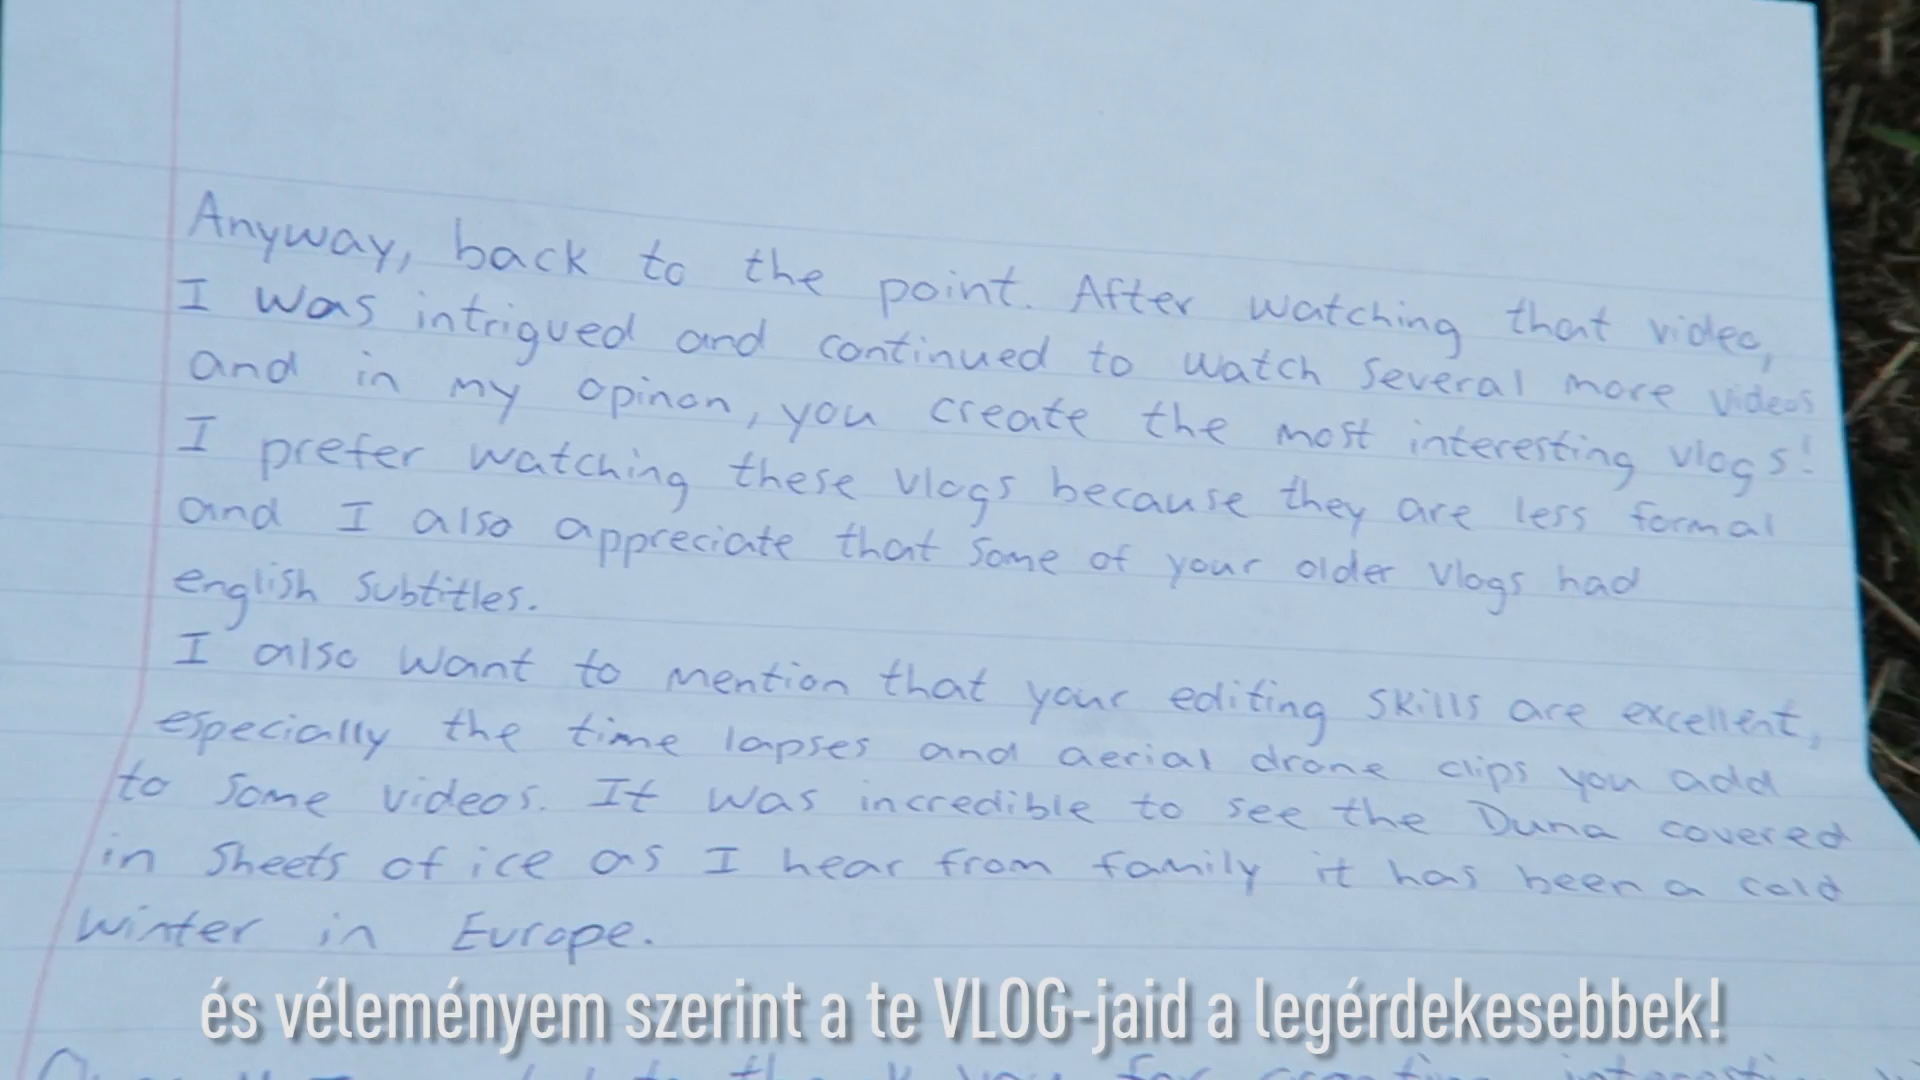 Anyway, back to the point. After watching that video,
I was intrigued and continued to watch several more videos
and in my opinon, you create the most interesting vlogs!
I prefer watching these vlogs because they are less formal
and I also appreciate that some of your older vlogs had
english subtitles.
I also want to mention that your editing skills are excellent,
especially the time lapses and aerial drone clips you add
to some videos. It was incredible to see the Duna covered
in sheets of ice as I hear from family it has been a cold
winter in Europe.
és véleményem szerint a te VLOG-jaid a legérdekesebbek!